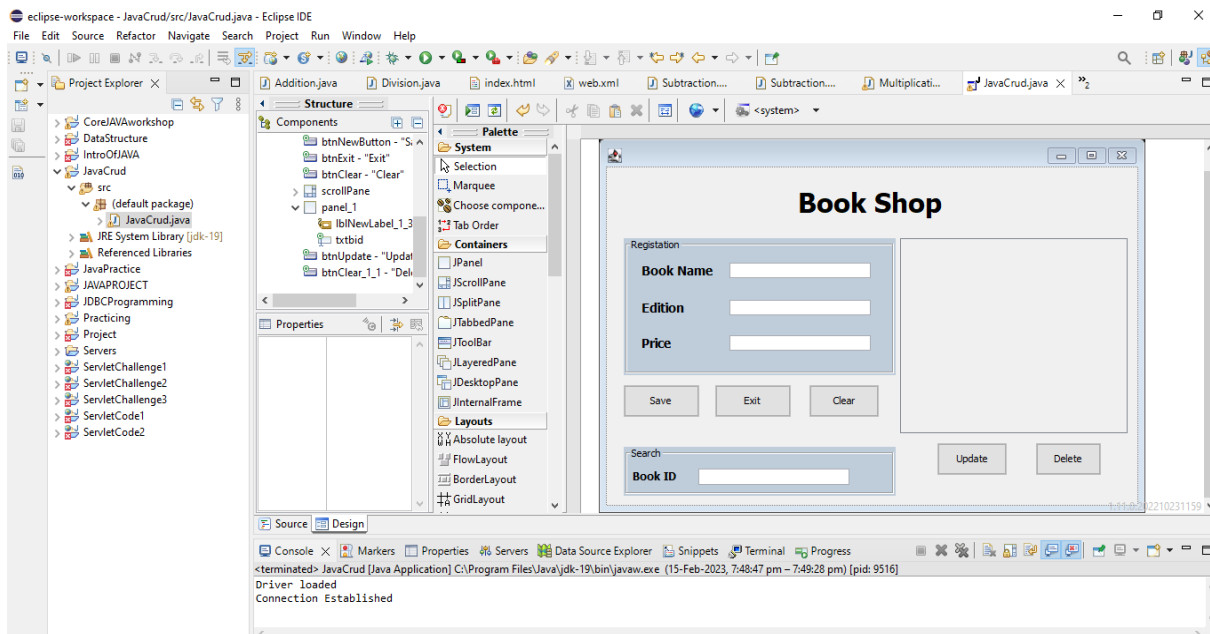 eclipse-workspace - JavaCrud/src/JavaCrud.java - Eclipse IDE
File Edit Source Refactor Navigate Search Project Run Window Help
Project Explorer
CoreJAVAworkshop
DataStructure
IntroOfJAVA
JavaCrud
src
(default package)
JavaCrud.java
JRE System Library [jdk-19]
Referenced Libraries
JavaPractice
JAVAPROJECT
JDBCProgramming
Practicing
Project
Servers
ServletChallenge1
ServletChallenge2
ServletChallenge3
ServletCode1
ServletCode2
Addition.java Division.java index.html web.xml Subtraction.... Subtraction.... Multiplicati... JavaCrud.java »2
Structure
Components
btnNewButton - "Sa
btnExit - "Exit"
btnClear - "Clear"
scrollPane
panel_1
lblNewLabel_1_3
txtbid
btnUpdate - "Updat
btnClear_1_1 - "Dele
Properties
<system>
Palette
System
Selection
Marquee
Choose compone...
Tab Order
Containers
JPanel
JScrollPane
JSplitPane
JTabbedPane
JToolBar
JLayeredPane
JDesktopPane
JInternalFrame
Layouts
Absolute layout
FlowLayout
BorderLayout
GridLayout
Book Shop
Registation
Book Name
Edition
Price
Save Exit Clear
Search
Book ID
Update Delete
1.11.0.202210231159
Source Design
Console Markers Properties Servers Data Source Explorer Snippets Terminal Progress
<terminated> JavaCrud [Java Application] C:\Program Files\Java\jdk-19\bin\javaw.exe (15-Feb-2023, 7:48:47 pm – 7:49:28 pm) [pid: 9516]
Driver loaded
Connection Established